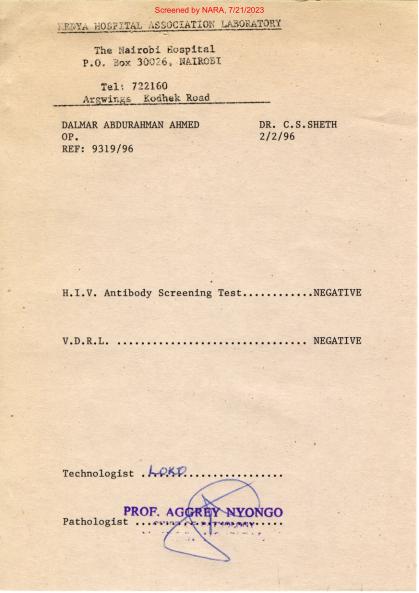 Screened by NARA, 7/21/2023
KENYA HOSPITAL ASSOCIATION LABORATORY
The Nairobi Hospital
P.O. Box 30026, NAIROBI
Tel: 722160
Argwings Kodhek Road
DALMAR ABDURAHMAN AHMED DR. C.S.SHETH
OP. 2/2/96
REF: 9319/96
H.I.V. Antibody Screening Test............NEGATIVE
V.D.R.L. ................................ NEGATIVE
Technologist ........................
PROF. AGGREY NYONGO
Pathologist .........................